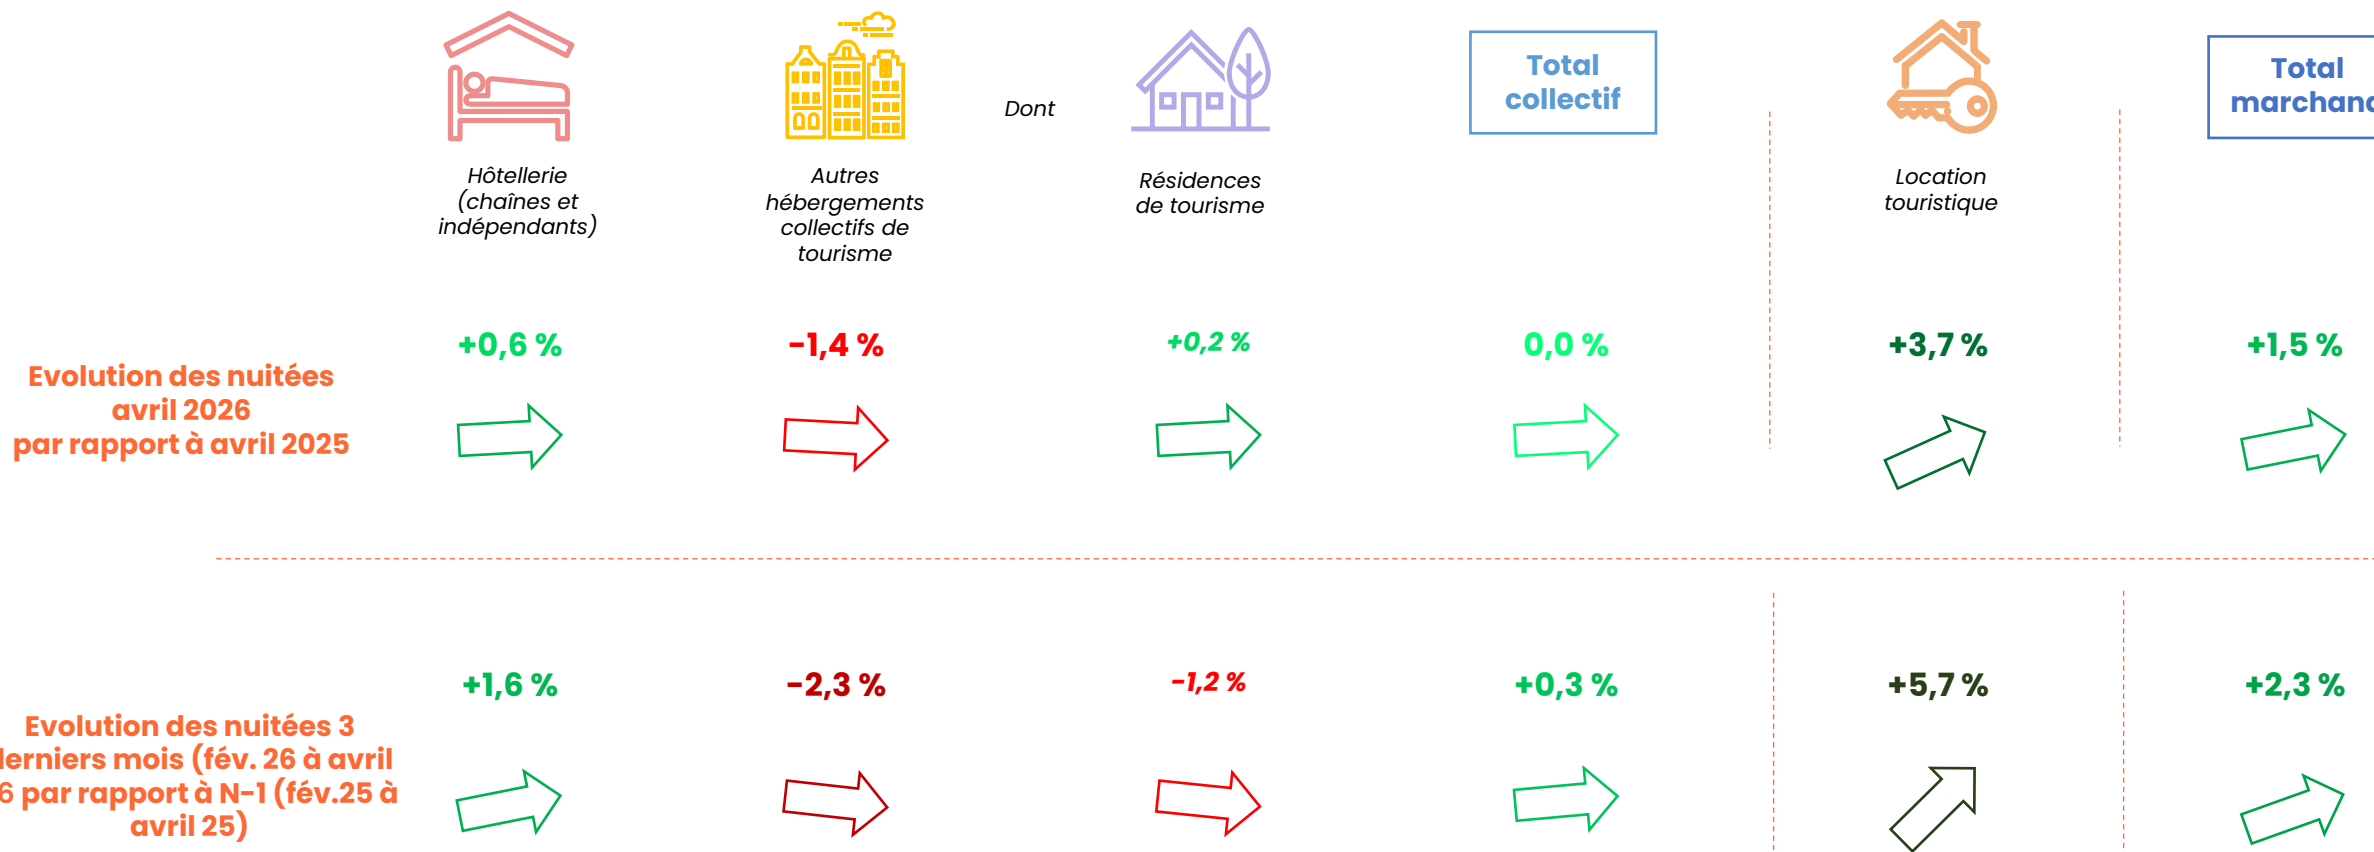 Total
collectif
Total
Dont
Hôtellerie
(chaînes et
indépendants)
Autres
hébergements
collectifs de
tourisme
Résidences
de tourisme
Location
touristique
Evolution des nuitées
avril 2026
par rapport à avril 2025
+0,6 %
-1,4 %
+0,2 %
0,0 %
+3,7 %
+1,5 %
Evolution des nuitées 3
mois (fév. 26 à avril
par rapport à N-1 (fév.25 à
avril 25)
+1,6 %
-2,3 %
-1,2 %
+0,3 %
+5,7 %
+2,3 %